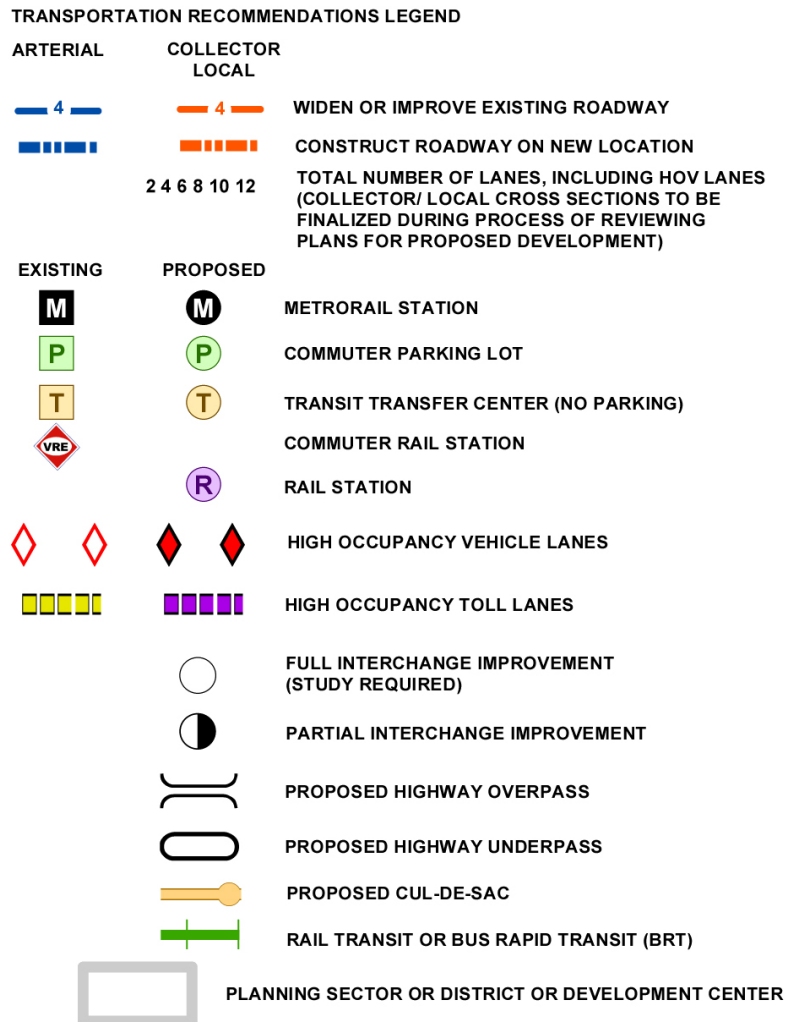 TRANSPORTATION RECOMMENDATIONS LEGEND
ARTERIAL
COLLECTOR
LOCAL
4 4 WIDEN OR IMPROVE EXISTING ROADWAY
CONSTRUCT ROADWAY ON NEW LOCATION
2 4 6 8 10 12 TOTAL NUMBER OF LANES, INCLUDING HOV LANES
(COLLECTOR/ LOCAL CROSS SECTIONS TO BE
FINALIZED DURING PROCESS OF REVIEWING
PLANS FOR PROPOSED DEVELOPMENT)
EXISTING PROPOSED
M M METRORAIL STATION
P P COMMUTER PARKING LOT
T T TRANSIT TRANSFER CENTER (NO PARKING)
VRE COMMUTER RAIL STATION
R RAIL STATION
HIGH OCCUPANCY VEHICLE LANES
HIGH OCCUPANCY TOLL LANES
FULL INTERCHANGE IMPROVEMENT
(STUDY REQUIRED)
PARTIAL INTERCHANGE IMPROVEMENT
PROPOSED HIGHWAY OVERPASS
PROPOSED HIGHWAY UNDERPASS
PROPOSED CUL-DE-SAC
RAIL TRANSIT OR BUS RAPID TRANSIT (BRT)
PLANNING SECTOR OR DISTRICT OR DEVELOPMENT CENTER